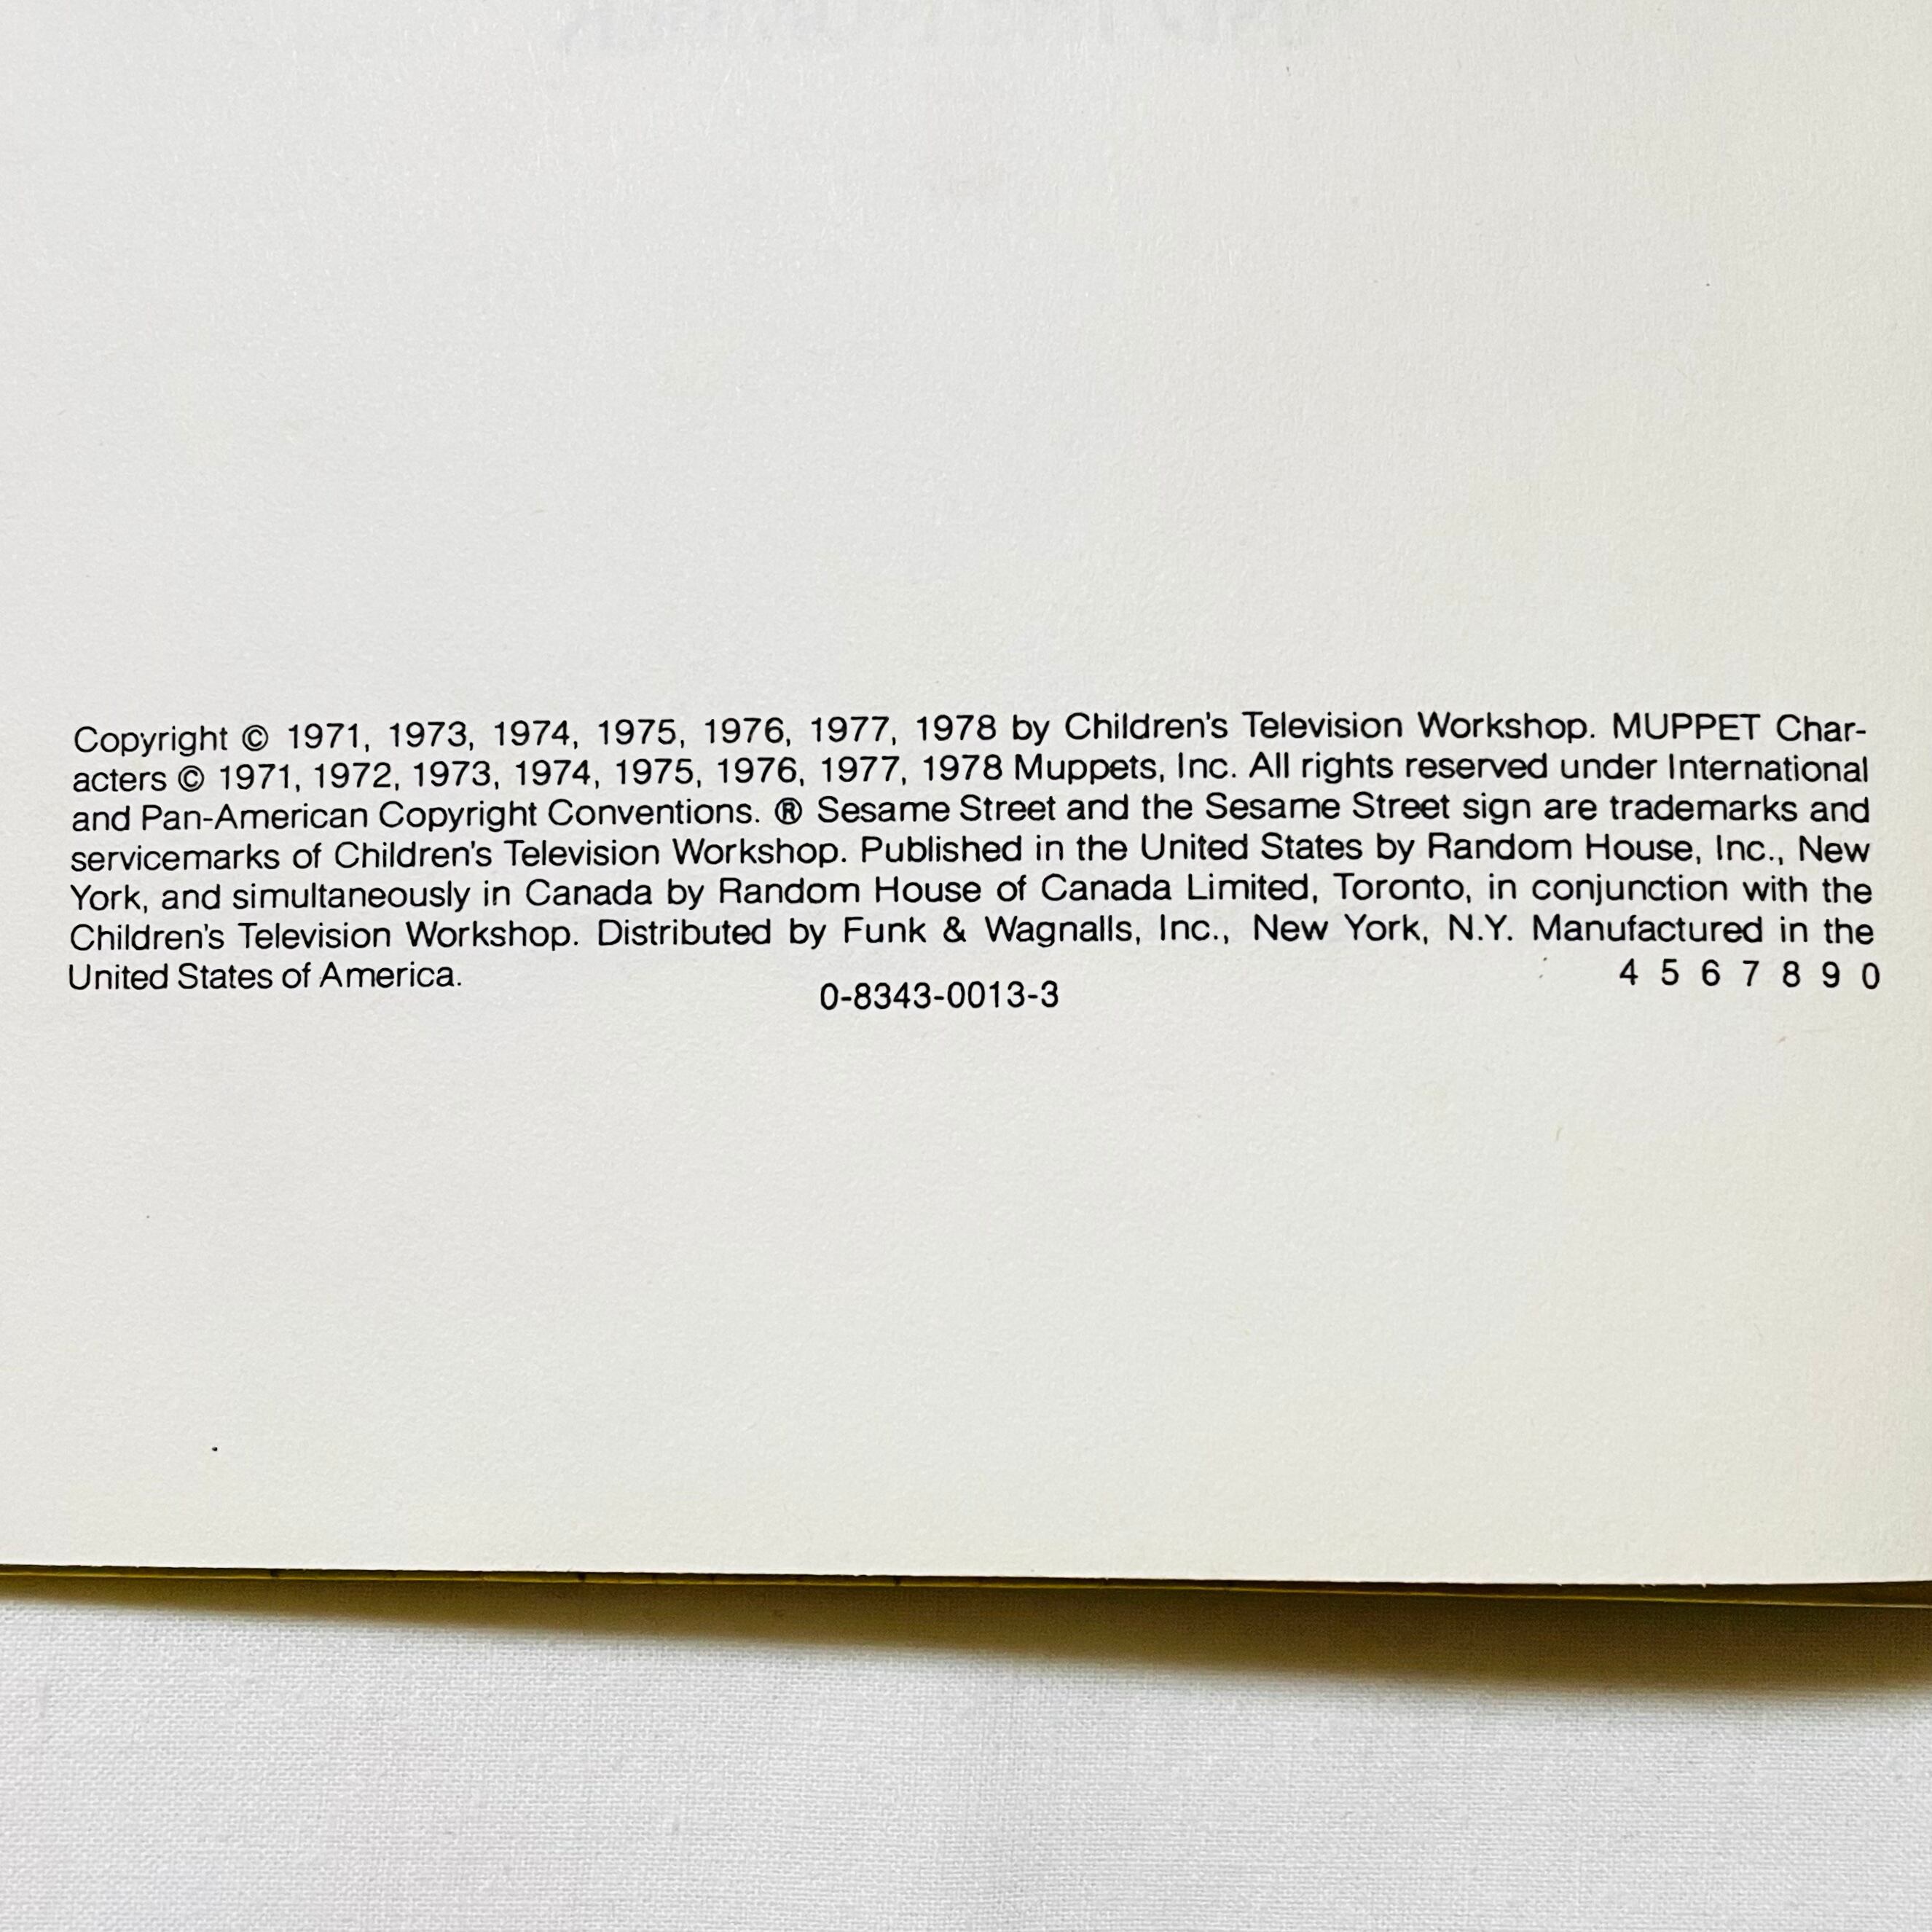 Copyright © 1971, 1973, 1974, 1975, 1976, 1977, 1978 by Children's Television Workshop. MUPPET Char-
acters © 1971, 1972, 1973, 1974, 1975, 1976, 1977, 1978 Muppets, Inc. All rights reserved under International
and Pan-American Copyright Conventions. ® Sesame Street and the Sesame Street sign are trademarks and
servicemarks of Children's Television Workshop. Published in the United States by Random House, Inc., New
York, and simultaneously in Canada by Random House of Canada Limited, Toronto, in conjunction with the
Children's Television Workshop. Distributed by Funk & Wagnalls, Inc., New York, N.Y. Manufactured in the
United States of America. 4 5 6 7 8 9 0
0-8343-0013-3